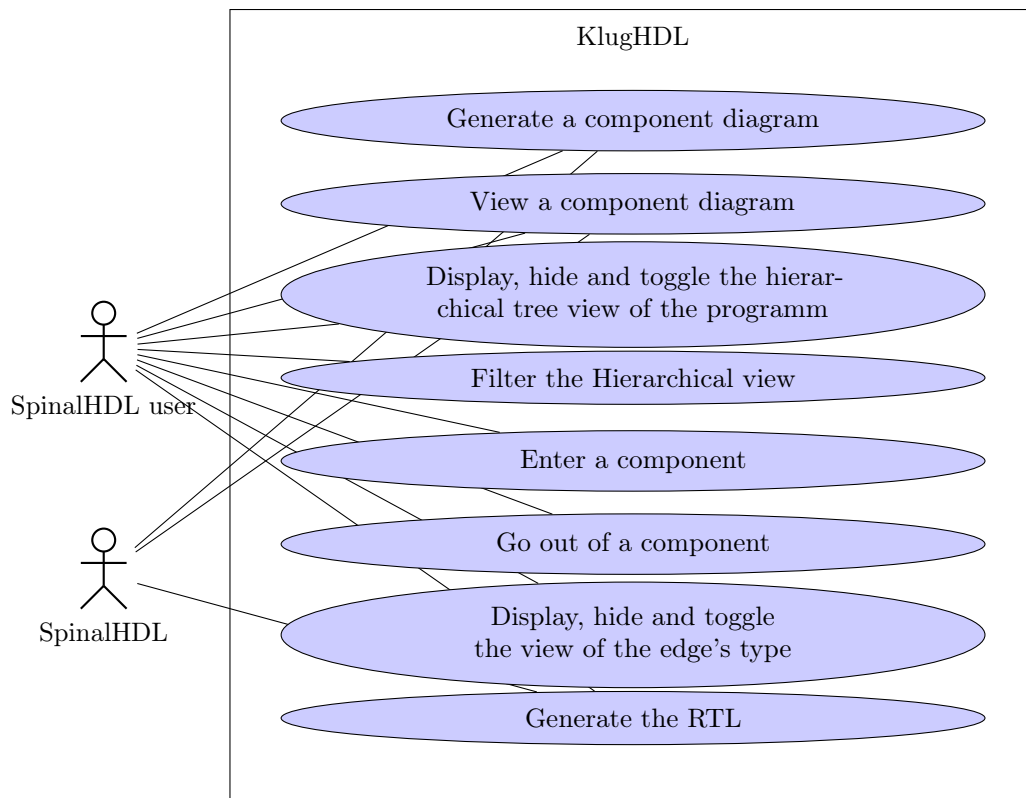 KlugHDL
Generate a component diagram
View a component diagram
Display, hide and toggle the hierar-
chical tree view of the programm
Filter the Hierarchical view
SpinalHDL user
Enter a component
Go out of a component
Display, hide and toggle
the view of the edge's type
SpinalHDL
Generate the RTL